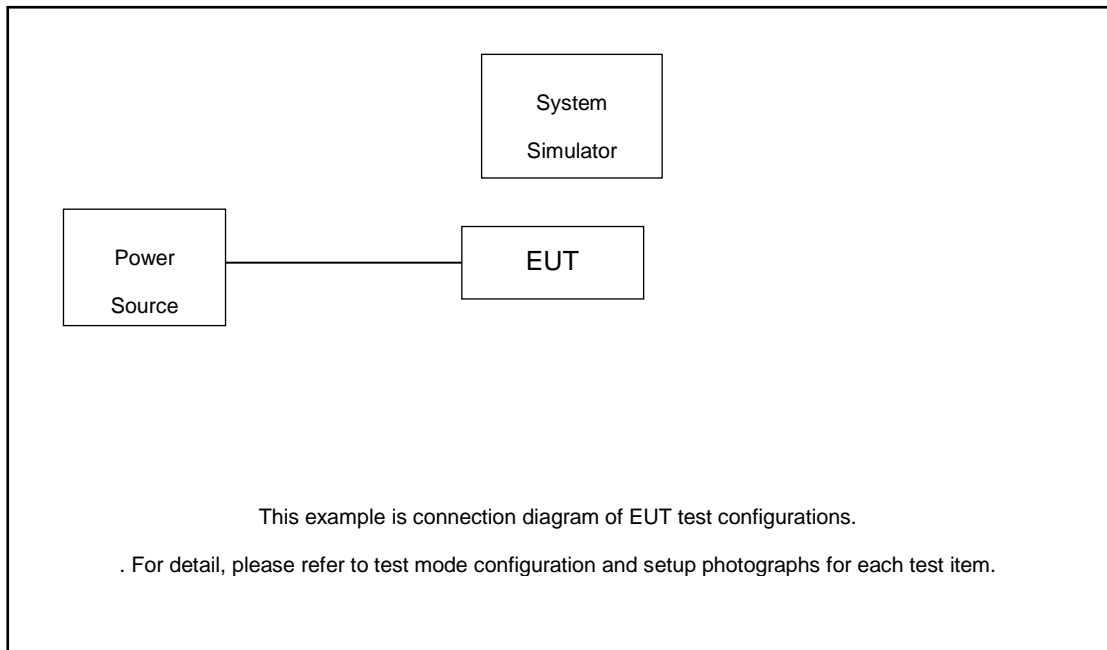 System
Simulator
Power
Source
EUT
This example is connection diagram of EUT test configurations.
. For detail, please refer to test mode configuration and setup photographs for each test item.